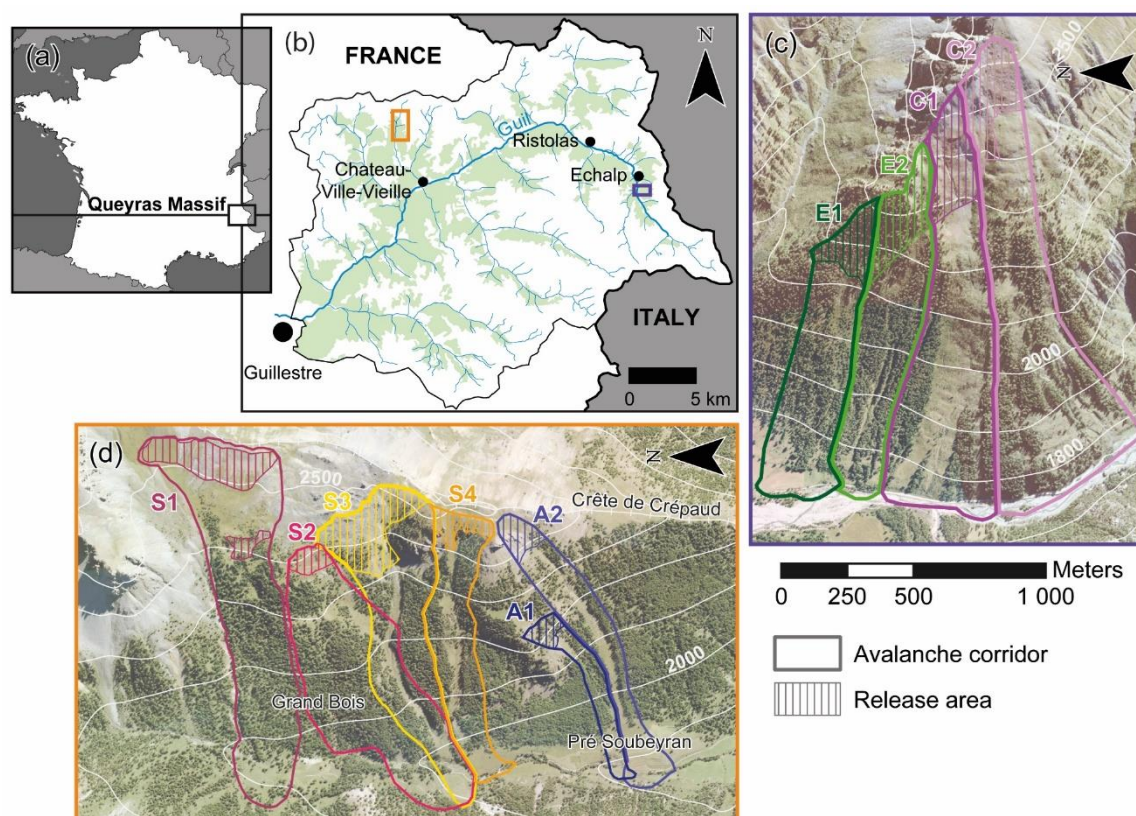 (a)
Queyras Massif
(b)
FRANCE
N
Guil
Ristolas
Chateau-
Ville-Vieille
Echalp
ITALY
Guillestre
0 5 km
(c)
C2
2500
N
C1
E2
E1
2000
1800
Meters
0 250 500 1 000
Avalanche corridor
Release area
(d)
N
2500
S1
S3
S4
Crête de Crépaud
S2
A2
A1
2000
Grand Bois
Pré Soubeyran